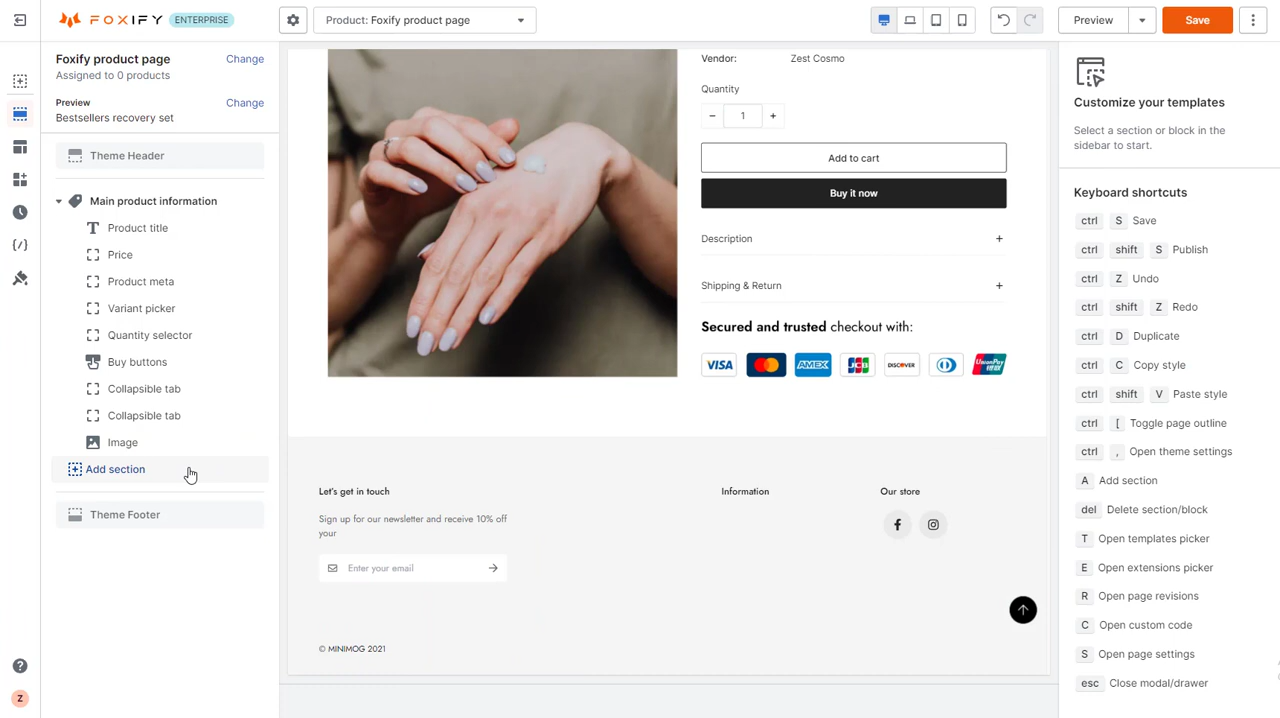 FOXIFY ENTERPRISE
Product: Foxify product page
Preview
Save
Foxify product page
Change
Assigned to 0 products
Preview
Change
Bestsellers recovery set
Theme Header
Main product information
Product title
Price
Product meta
Variant picker
Quantity selector
Buy buttons
Collapsible tab
Collapsible tab
Image
Add section
Theme Footer
Z
Vendor: Zest Cosmo
Quantity
− 1 +
Add to cart
Buy it now
Description +
Shipping & Return +
Secured and trusted checkout with:
VISA AMEX JCB DISCOVER UnionPay
Let's get in touch
Sign up for our newsletter and receive 10% off
your
Enter your email
Information
Our store
© MINIMOG 2021
Customize your templates
Select a section or block in the
sidebar to start.
Keyboard shortcuts
ctrl S Save
ctrl shift S Publish
ctrl Z Undo
ctrl shift Z Redo
ctrl D Duplicate
ctrl C Copy style
ctrl shift V Paste style
ctrl [ Toggle page outline
ctrl , Open theme settings
A Add section
del Delete section/block
T Open templates picker
E Open extensions picker
R Open page revisions
C Open custom code
S Open page settings
esc Close modal/drawer